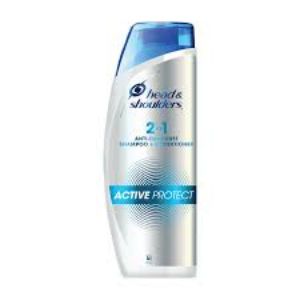 head&
shoulders
2in1
ANTI-DANDRUFF
SHAMPOO & CONDITIONER
ACTIVE PROTECT